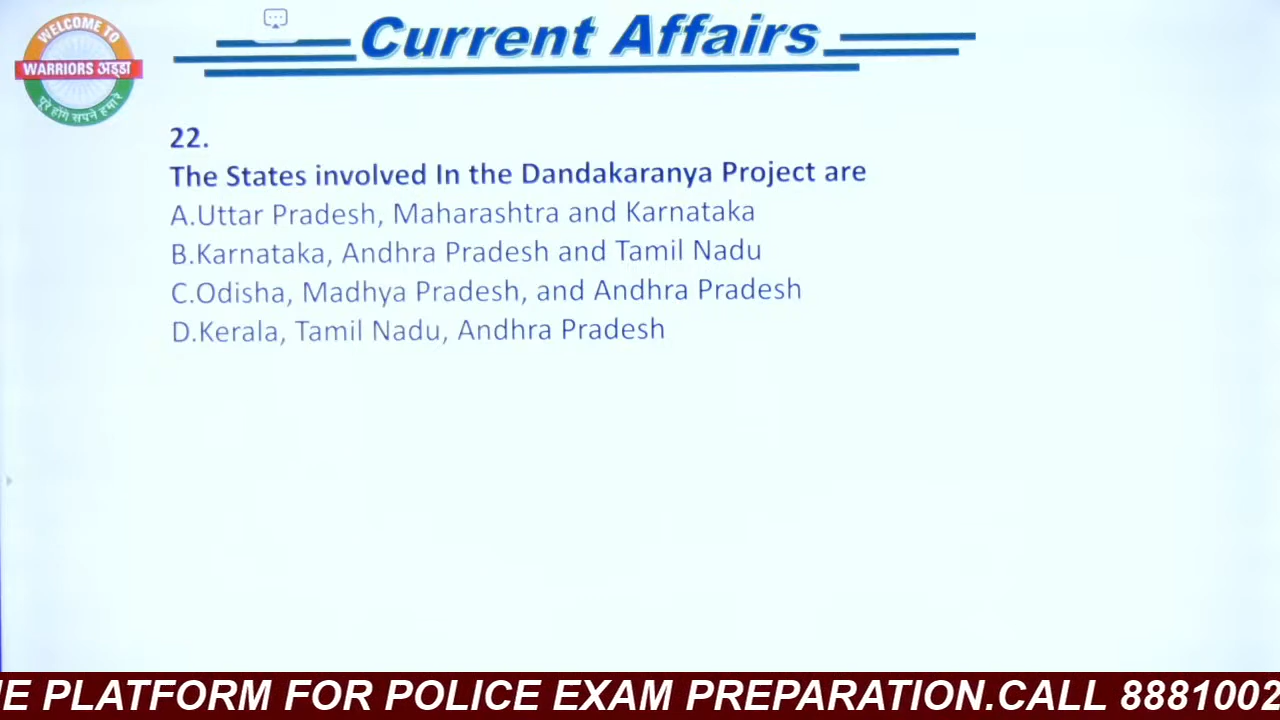 WELCOME TO
WARRIORS अड्डा
पूरे होंगे सपने हमारे
Current Affairs
22.
The States involved In the Dandakaranya Project are
A.Uttar Pradesh, Maharashtra and Karnataka
B.Karnataka, Andhra Pradesh and Tamil Nadu
C.Odisha, Madhya Pradesh, and Andhra Pradesh
D.Kerala, Tamil Nadu, Andhra Pradesh
PLATFORM FOR POLICE EXAM PREPARATION.CALL 8881002